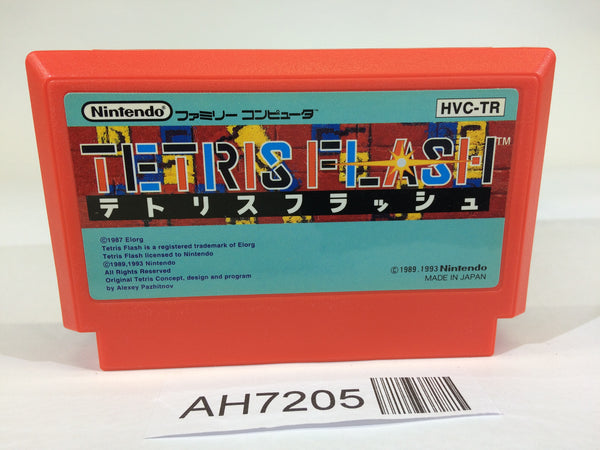 Nintendo ファミリー コンピュータ™ HVC-TR
TETRIS FLASH™
テトリスフラッシュ
©1987 Elorg
Tetris Flash is a registered trademark of Elorg
Tetris Flash licensed to Nintendo
©1989,1993 Nintendo
All Rights Reserved
Original Tetris Concept, design and program
by Alexey Pazhitnov
©1989.1993 Nintendo
MADE IN JAPAN
AH7205